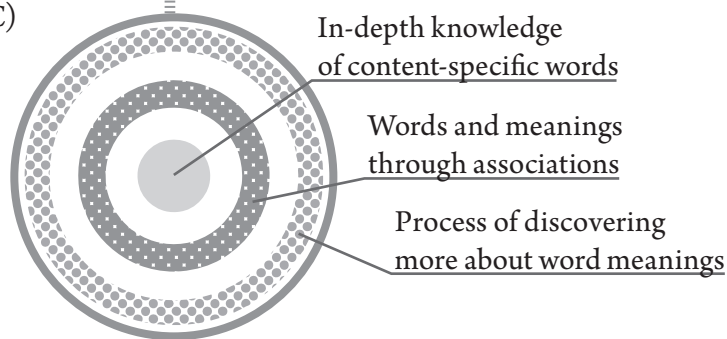 C)
In-depth knowledge
of content-specific words
Words and meanings
through associations
Process of discovering
more about word meanings